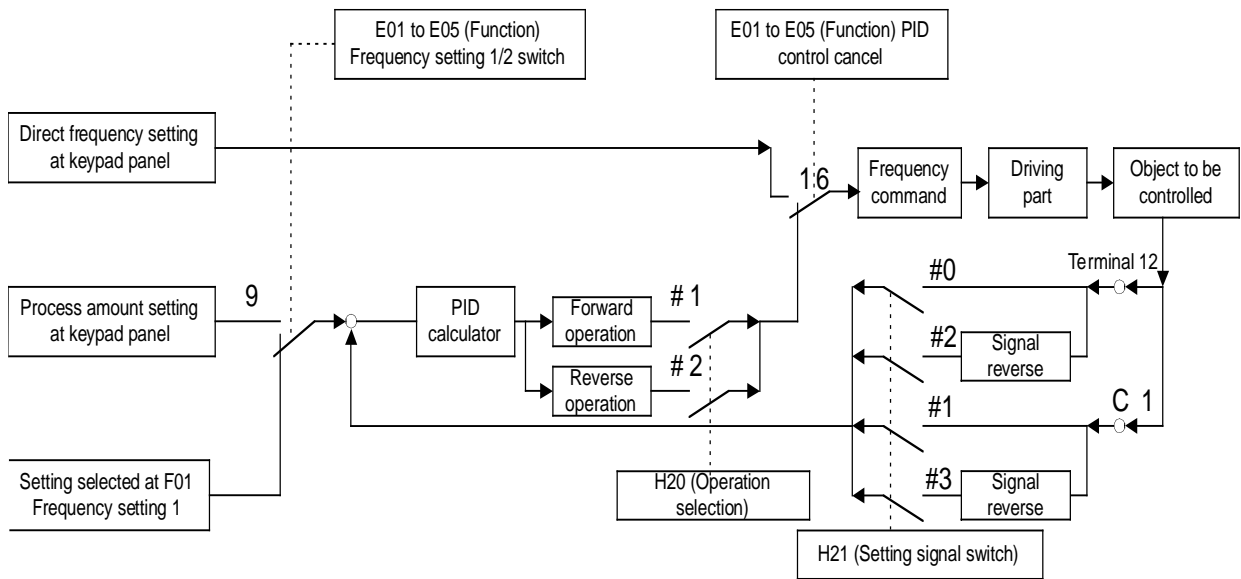 E01 to E05 (Function)
Frequency setting 1/2 switch
E01 to E05 (Function) PID
control cancel
Direct frequency setting
at keypad panel
16
Frequency
command
Driving
part
Object to be
controlled
Process amount setting
at keypad panel
9
PID
calculator
Forward
operation
Reverse
operation
#1
#2
#0
Terminal 12
#2
Signal
reverse
#1
C 1
#3
Signal
reverse
Setting selected at F01
Frequency setting 1
H20 (Operation
selection)
H21 (Setting signal switch)